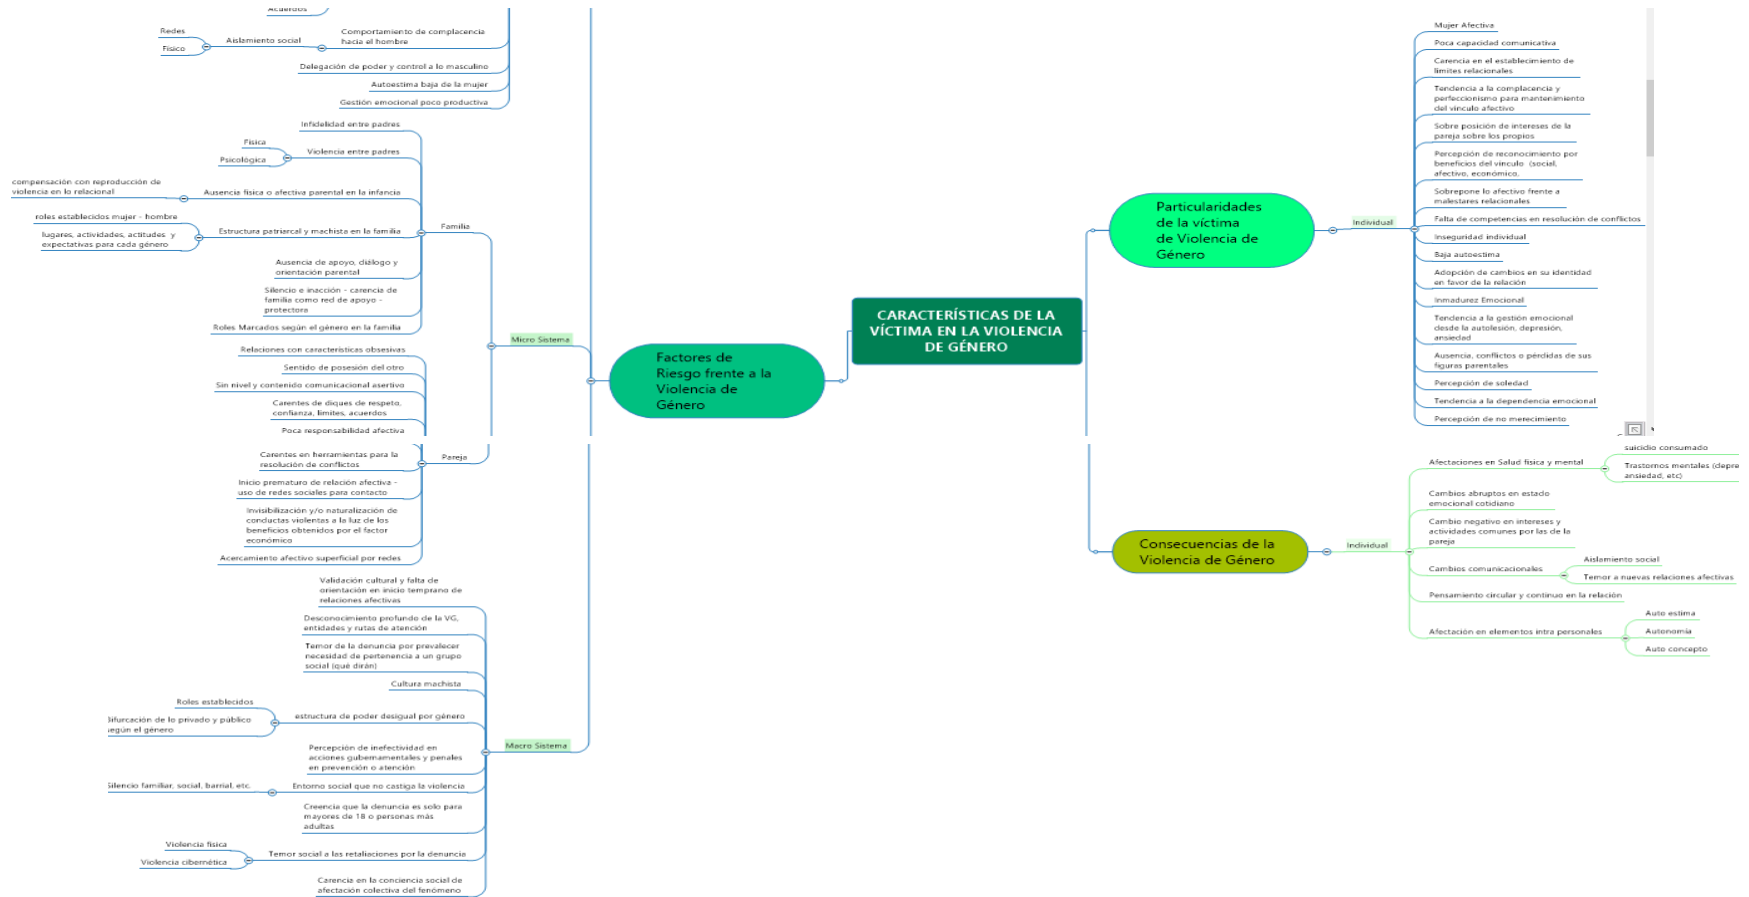 Acuerdos
Redes
Físico
Aislamiento social
Comportamiento de complacencia
hacia el hombre
Delegación de poder y control a lo masculino
Autoestima baja de la mujer
Gestión emocional poco productiva
Infidelidad entre padres
Física
Psicológica
Violencia entre padres
compensación con reproducción de
violencia en lo relacional
Ausencia física o afectiva parental en la infancia
roles establecidos mujer - hombre
lugares, actividades, actitudes y
expectativas para cada género
Estructura patriarcal y machista en la familia
Familia
Ausencia de apoyo, diálogo y
orientación parental
Silencio e inacción - carencia de
familia como red de apoyo -
protectora
Roles Marcados según el género en la familia
Micro Sistema
Relaciones con características obsesivas
Sentido de posesión del otro
Sin nivel y contenido comunicacional asertivo
Carentes de diques de respeto,
confianza, límites, acuerdos
Poca responsabilidad afectiva
Carentes en herramientas para la
resolución de conflictos
Pareja
Inicio prematuro de relación afectiva -
uso de redes sociales para contacto
Invisibilización y/o naturalización de
conductas violentas a la luz de los
beneficios obtenidos por el factor
económico
Acercamiento afectivo superficial por redes
Validación cultural y falta de
orientación en inicio temprano de
relaciones afectivas
Desconocimiento profundo de la VG,
entidades y rutas de atención
Temor de la denuncia por prevalecer
necesidad de pertenencia a un grupo
social (qué dirán)
Cultura machista
Roles establecidos
Bifurcación de lo privado y público
según el género
estructura de poder desigual por género
Macro Sistema
Percepción de inefectividad en
acciones gubernamentales y penales
en prevención o atención
Silencio familiar, social, barrial, etc.
Entorno social que no castiga la violencia
Creencia que la denuncia es solo para
mayores de 18 o personas más
adultas
Violencia física
Violencia cibernética
Temor social a las retaliaciones por la denuncia
Carencia en la conciencia social de
afectación colectiva del fenómeno
Factores de
Riesgo frente a la
Violencia de
Género
CARACTERÍSTICAS DE LA
VÍCTIMA EN LA VIOLENCIA
DE GÉNERO
Particularidades
de la víctima
de Violencia de
Género
Individual
Mujer Afectiva
Poca capacidad comunicativa
Carencia en el establecimiento de
límites relacionales
Tendencia a la complacencia y
perfeccionismo para mantenimiento
del vínculo afectivo
Sobre posición de intereses de la
pareja sobre los propios
Percepción de reconocimiento por
beneficios del vínculo (social,
afectivo, económico,
Sobrepone lo afectivo frente a
malestares relacionales
Falta de competencias en resolución de conflictos
Inseguridad individual
Baja autoestima
Adopción de cambios en su identidad
en favor de la relación
Inmadurez Emocional
Tendencia a la gestión emocional
desde la autolesión, depresión,
ansiedad
Ausencia, conflictos o pérdidas de sus
figuras parentales
Percepción de soledad
Tendencia a la dependencia emocional
Percepción de no merecimiento
Consecuencias de la
Violencia de Género
Individual
Afectaciones en Salud física y mental
suicidio consumado
Trastornos mentales (depre
ansiedad, etc)
Cambios abruptos en estado
emocional cotidiano
Cambio negativo en intereses y
actividades comunes por las de la
pareja
Cambios comunicacionales
Aislamiento social
Temor a nuevas relaciones afectivas
Pensamiento circular y continuo en la relación
Afectación en elementos intra personales
Auto estima
Autonomía
Auto concepto